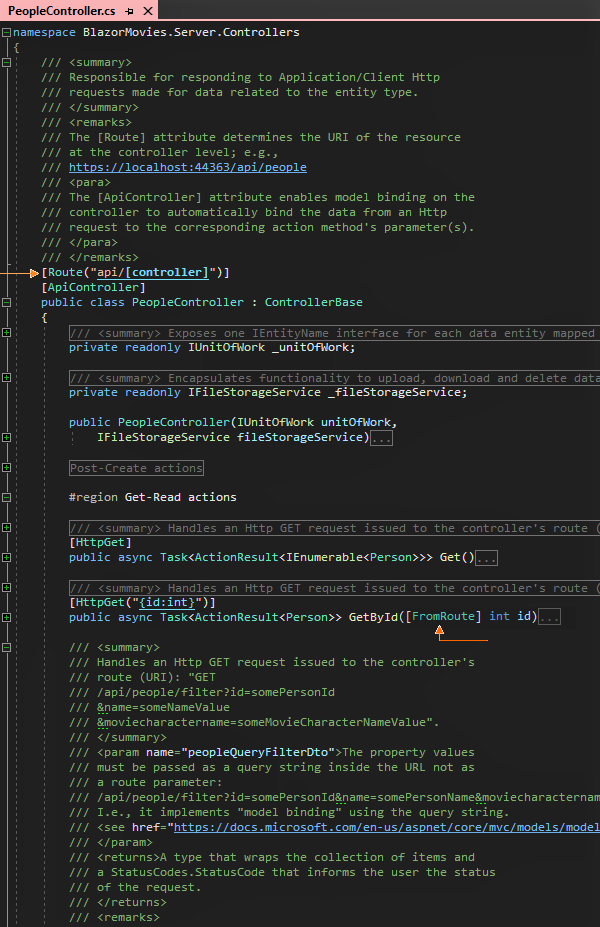 PeopleController.cs
namespace BlazorMovies.Server.Controllers
{
/// <summary>
/// Responsible for responding to Application/Client Http
/// requests made for data related to the entity type.
/// </summary>
/// <remarks>
/// The [Route] attribute determines the URI of the resource
/// at the controller level; e.g.,
/// https://localhost:44363/api/people
/// <para>
/// The [ApiController] attribute enables model binding on the
/// controller to automatically bind the data from an Http
/// request to the corresponding action method's parameter(s).
/// </para>
/// </remarks>
[Route("api/[controller]")]
[ApiController]
public class PeopleController : ControllerBase
{
/// <summary> Exposes one IEntityName interface for each data entity mapped
private readonly IUnitOfWork _unitOfWork;
/// <summary> Encapsulates functionality to upload, download and delete data
private readonly IFileStorageService _fileStorageService;
public PeopleController(IUnitOfWork unitOfWork,
IFileStorageService fileStorageService)...
Post-Create actions
#region Get-Read actions
/// <summary> Handles an Http GET request issued to the controller's route (
[HttpGet]
public async Task<ActionResult<IEnumerable<Person>>> Get()...
/// <summary> Handles an Http GET request issued to the controller's route (
[HttpGet("{id:int}")]
public async Task<ActionResult<Person>> GetById([FromRoute] int id)...
/// <summary>
/// Handles an Http GET request issued to the controller's
/// route (URI): "GET
/// /api/people/filter?id=somePersonId
/// &name=someNameValue
/// &moviecharactername=someMovieCharacterNameValue".
/// </summary>
/// <param name="peopleQueryFilterDto">The property values
/// must be passed as a query string inside the URL not as
/// a route parameter:
/// /api/people/filter?id=somePersonId&name=somePersonName&moviecharacternam
/// I.e., it implements "model binding" using the query string.
/// <see href="https://docs.microsoft.com/en-us/aspnet/core/mvc/models/model
/// </param>
/// <returns>A type that wraps the collection of items and
/// a StatusCodes.StatusCode that informs the user the status
/// of the request.
/// </returns>
/// <remarks>